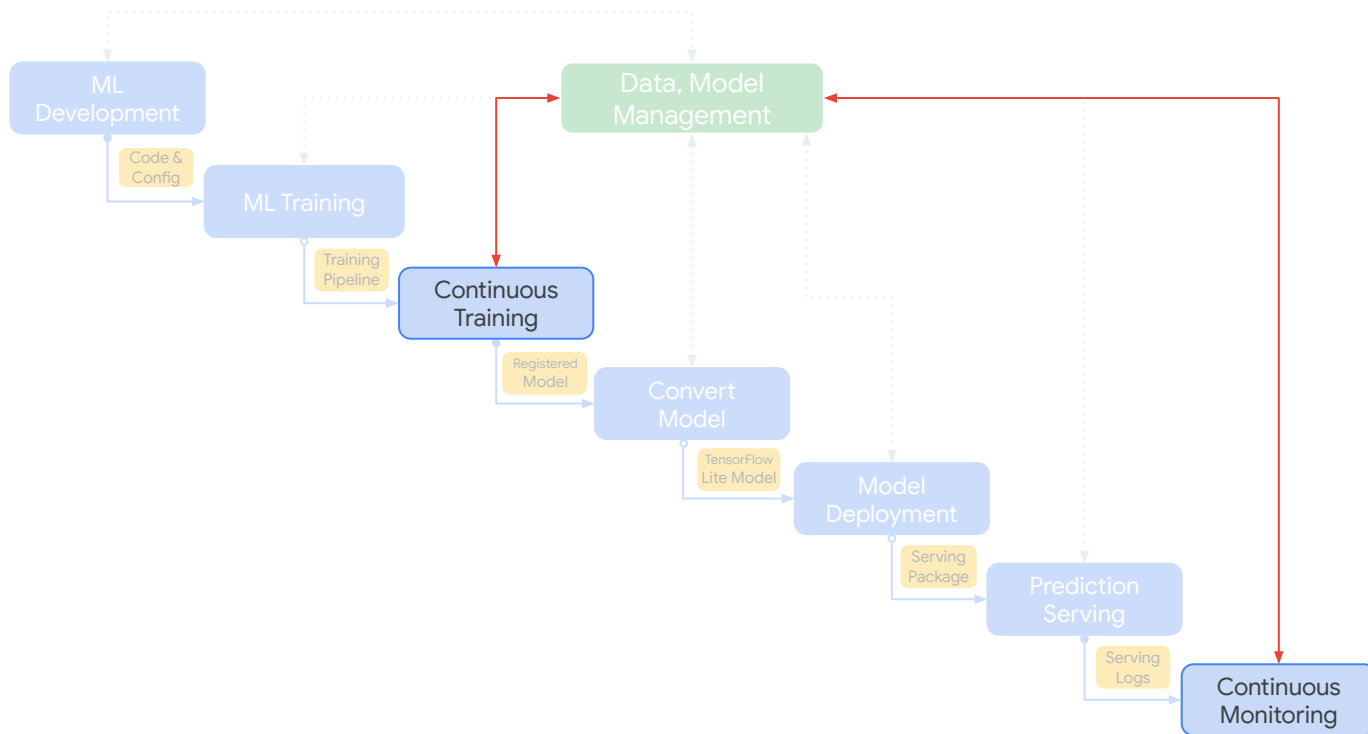 ML
Development
Data, Model
Management
Code &
Config
ML Training
Training
Pipeline
Continuous
Training
Registered
Model
Convert
Model
TensorFlow
Lite Model
Model
Deployment
Serving
Package
Prediction
Serving
Serving
Logs
Continuous
Monitoring